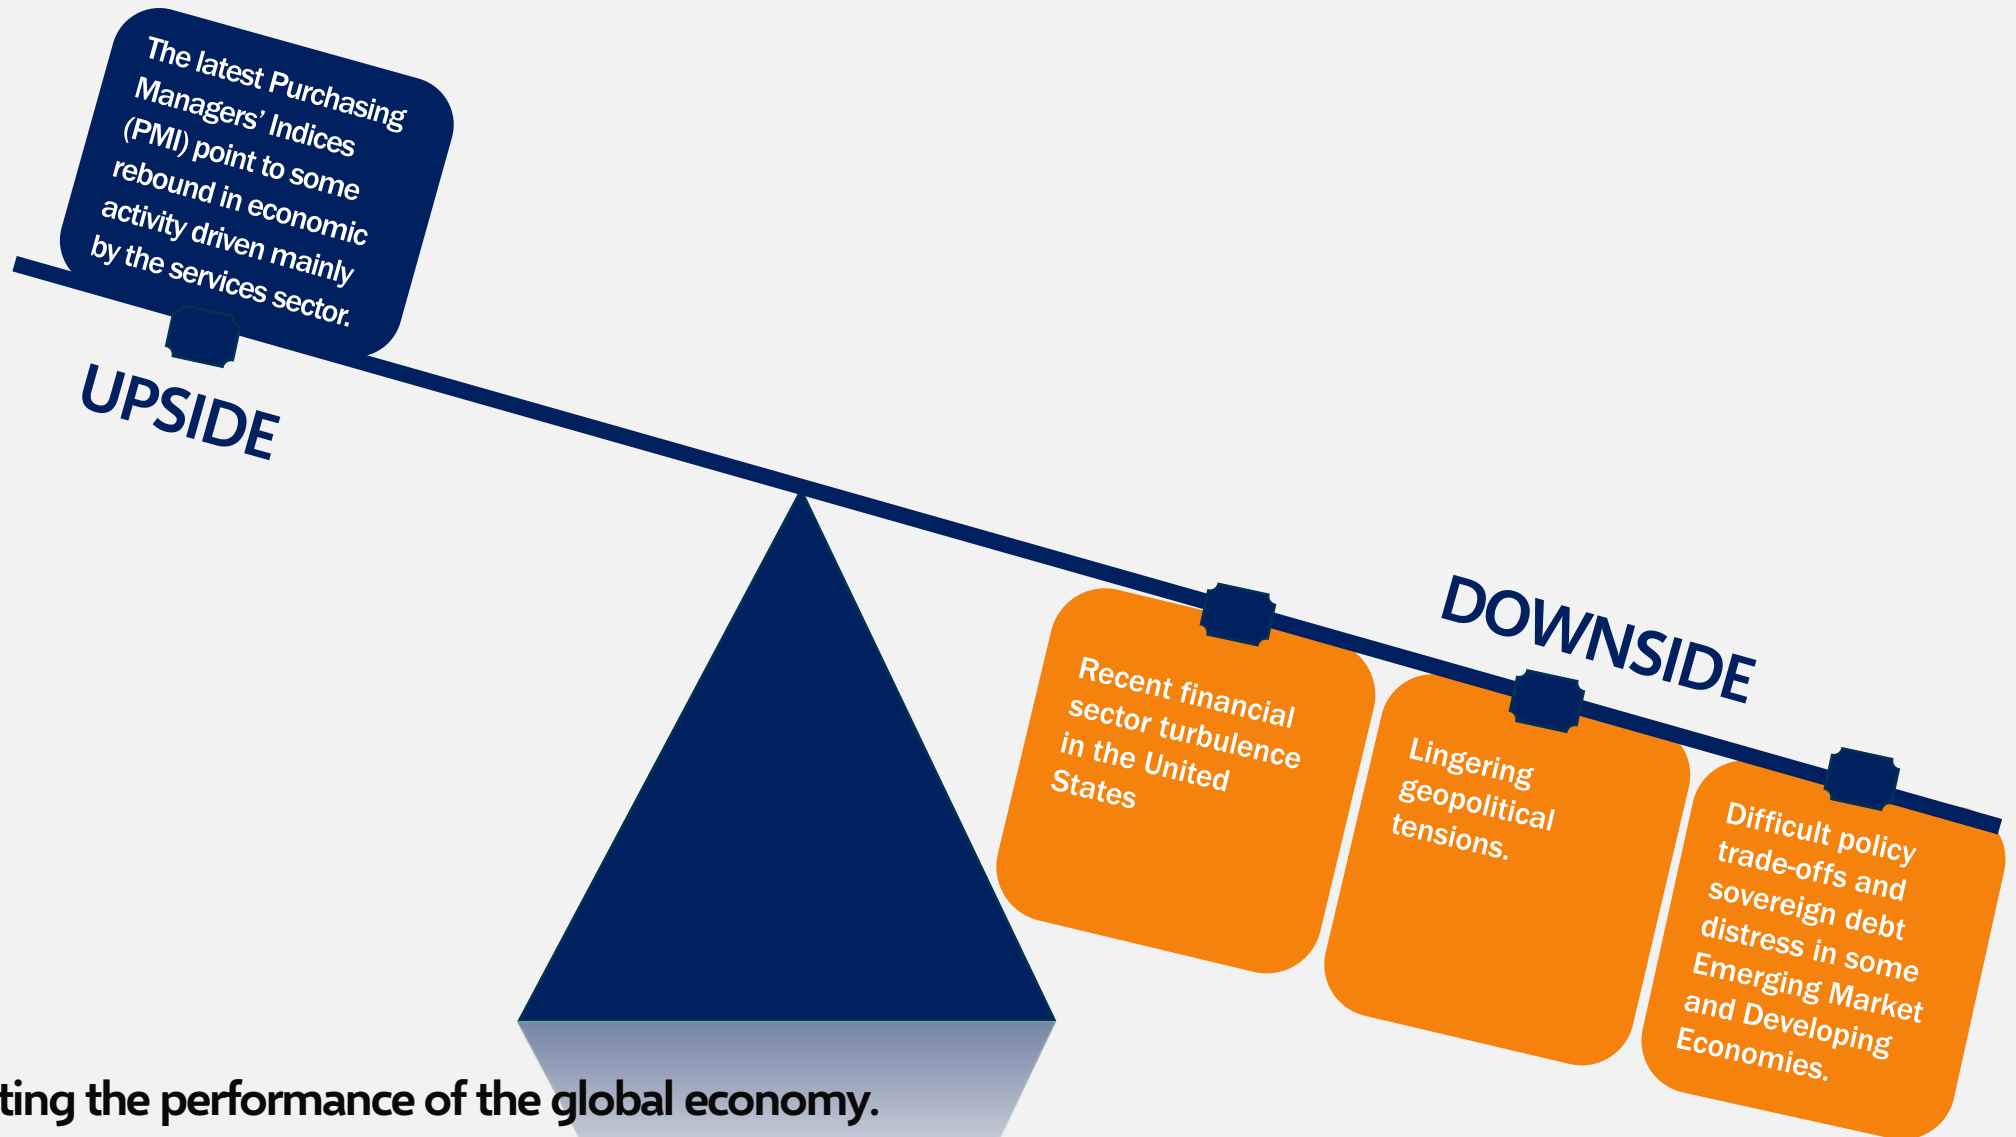 The latest Purchasing
Managers’ Indices
(PMI) point to some
rebound in economic
activity driven mainly
by the services sector.
UPSIDE
DOWNSIDE
Recent financial
sector turbulence
in the United
States
Lingering
geopolitical
tensions.
Difficult policy
trade-offs and
sovereign debt
distress in some
Emerging Market
and Developing
Economies.
ting the performance of the global economy.